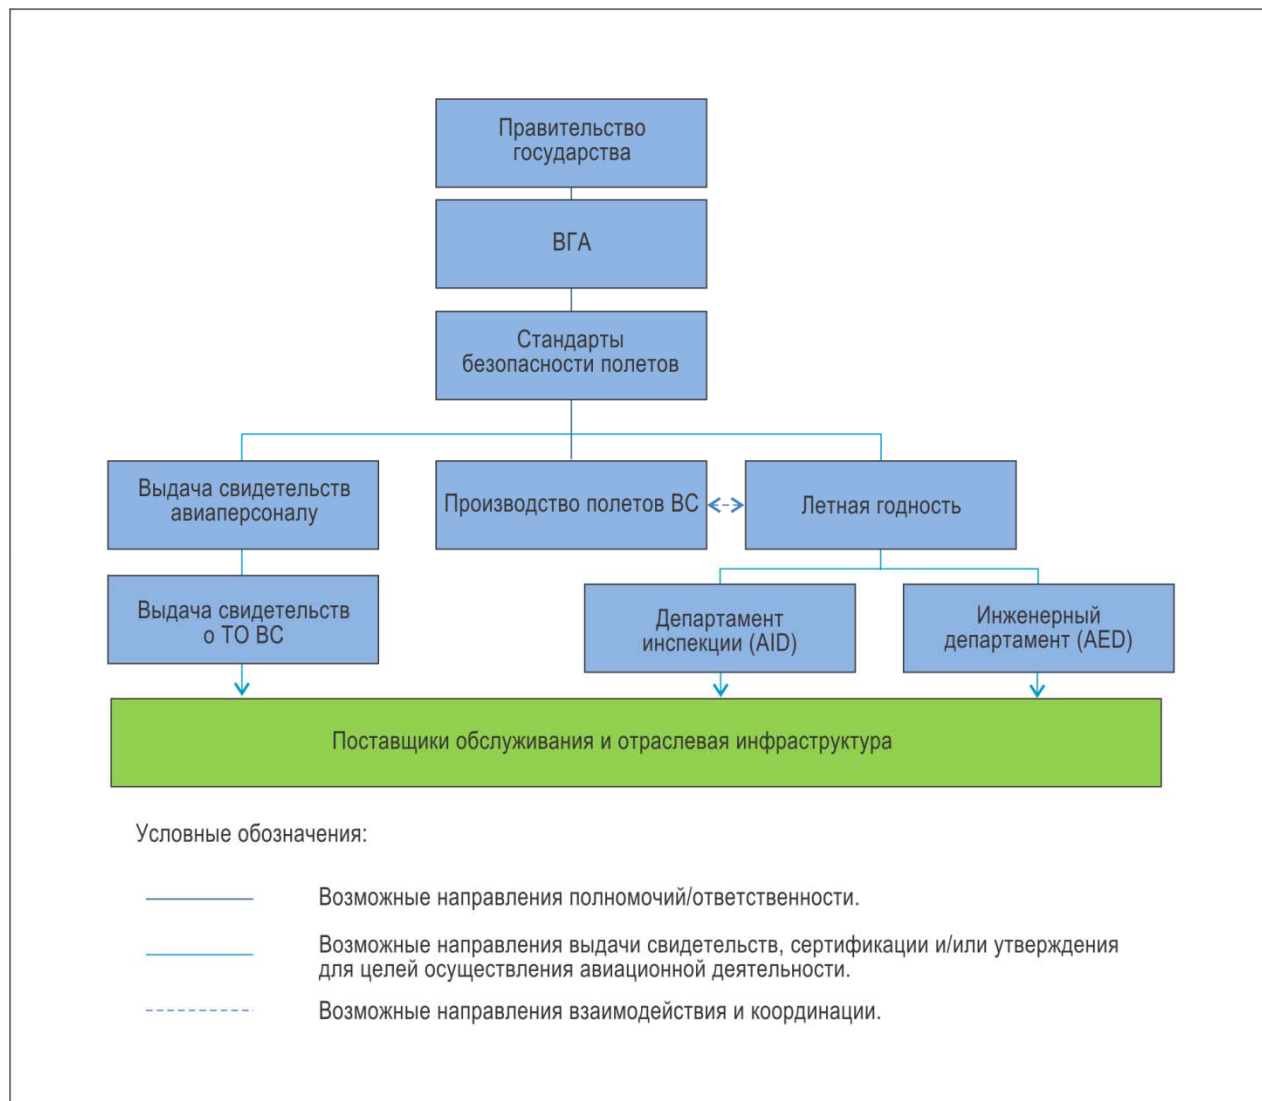 Правительство
государства
ВГА
Стандарты
безопасности полетов
Выдача свидетельств
авиаперсоналу
Производство полетов ВС
Летная годность
Выдача свидетельств
о ТО ВС
Департамент
инспекции (AID)
Инженерный
департамент (AED)
Поставщики обслуживания и отраслевая инфраструктура
Условные обозначения:
Возможные направления полномочий/ответственности.
Возможные направления выдачи свидетельств, сертификации и/или утверждения
для целей осуществления авиационной деятельности.
Возможные направления взаимодействия и координации.